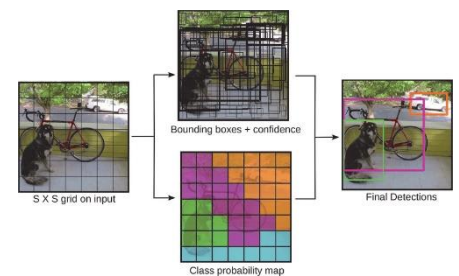 Bounding boxes + confidence
S X S grid on input
Final Detections
Class probability map